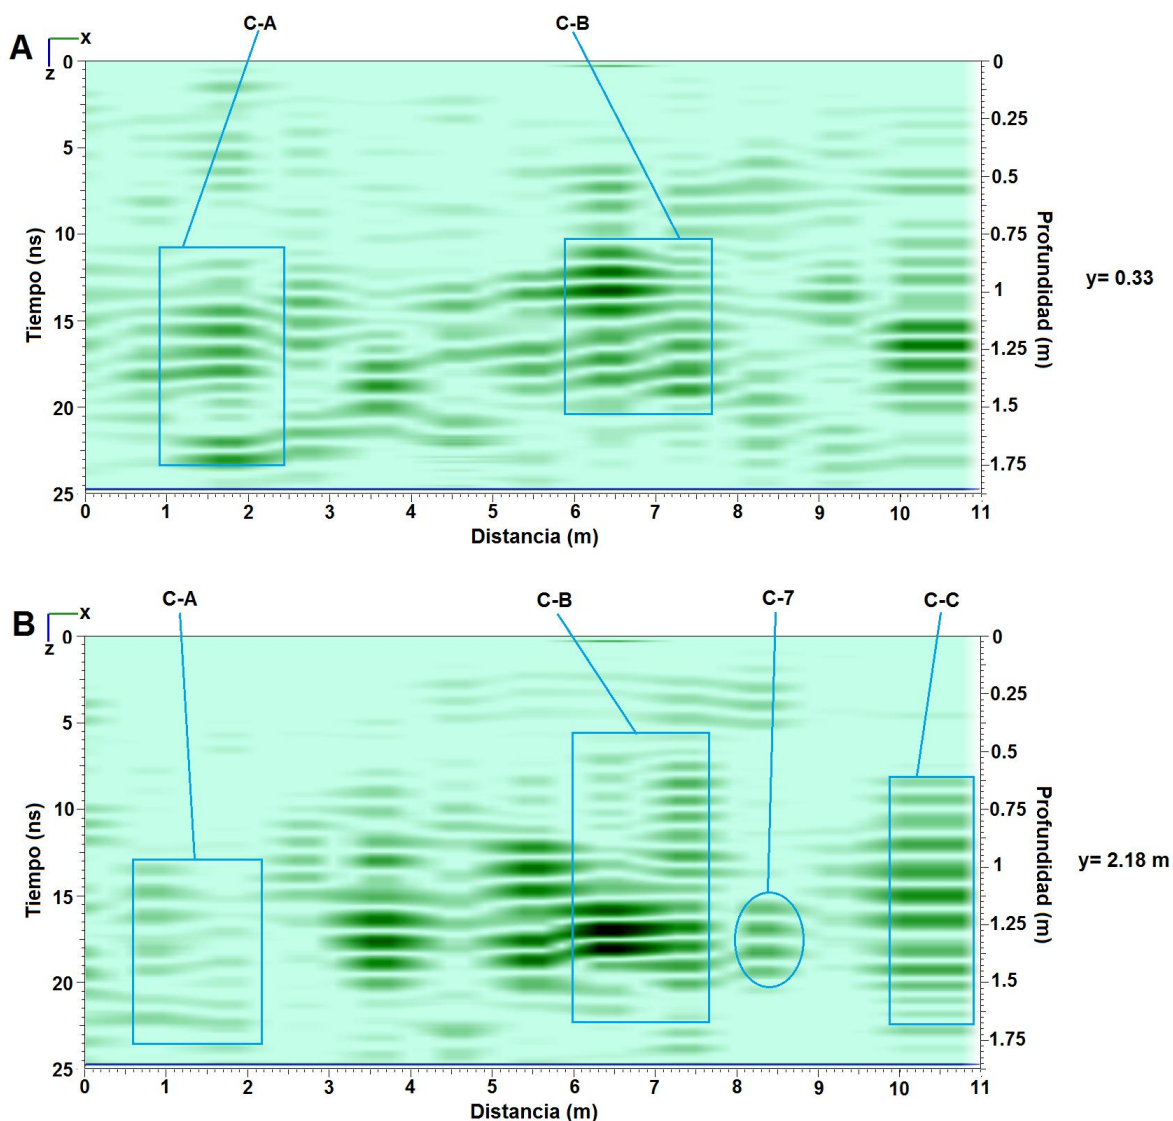 C-A C-B
A x
z
0 0
5 0.25
0.5
10 0.75
Tiempo (ns) 1 Profundidad (m) y= 0.33
15 1.25
20 1.5
1.75
25
0 1 2 3 4 5 6 7 8 9 10 11
Distancia (m)
C-A C-B C-7 C-C
B x
z
0 0
5 0.25
0.5
10 0.75
Tiempo (ns) 1 Profundidad (m) y= 2.18 m
15 1.25
20 1.5
1.75
25
0 1 2 3 4 5 6 7 8 9 10 11
Distancia (m)